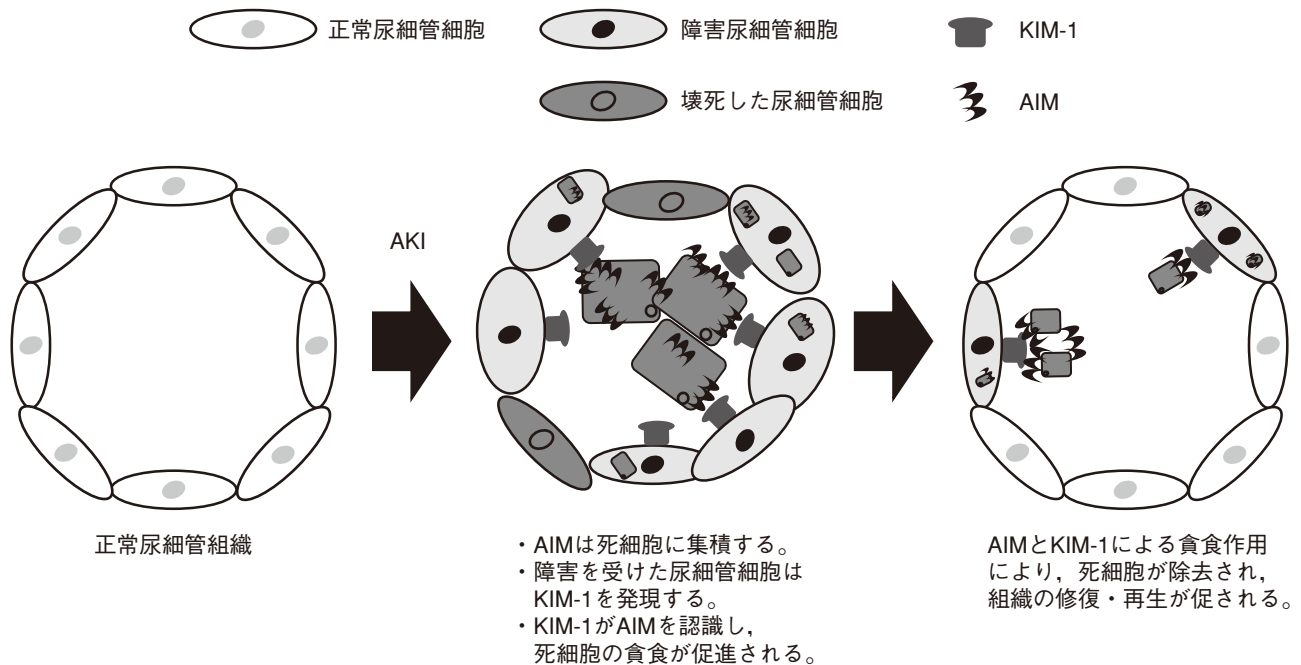 正常尿細管細胞
障害尿細管細胞
KIM-1
壊死した尿細管細胞
AIM
AKI
正常尿細管組織
・AIMは死細胞に集積する。
・障害を受けた尿細管細胞は
KIM-1を発現する。
・KIM-1がAIMを認識し，
死細胞の貪食が促進される。
AIMとKIM-1による貪食作用
により，死細胞が除去され，
組織の修復・再生が促される。